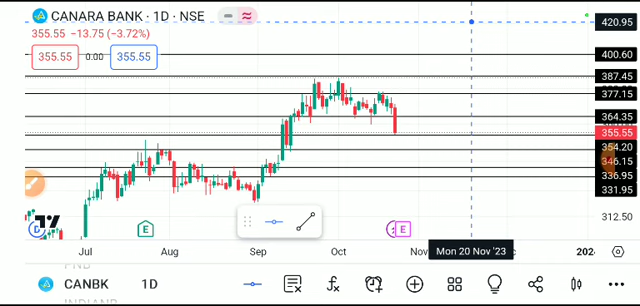 CANARA BANK · 1D · NSE
355.55 −13.75 (−3.72%)
355.55 0.00 355.55
420.95
400.60
387.45
377.15
364.35
355.55
354.20
346.15
336.95
331.95
312.50
D E E
Jul Aug Sep Oct Nov Mon 20 Nov '23 2024
CANBK 1D
INDIANB